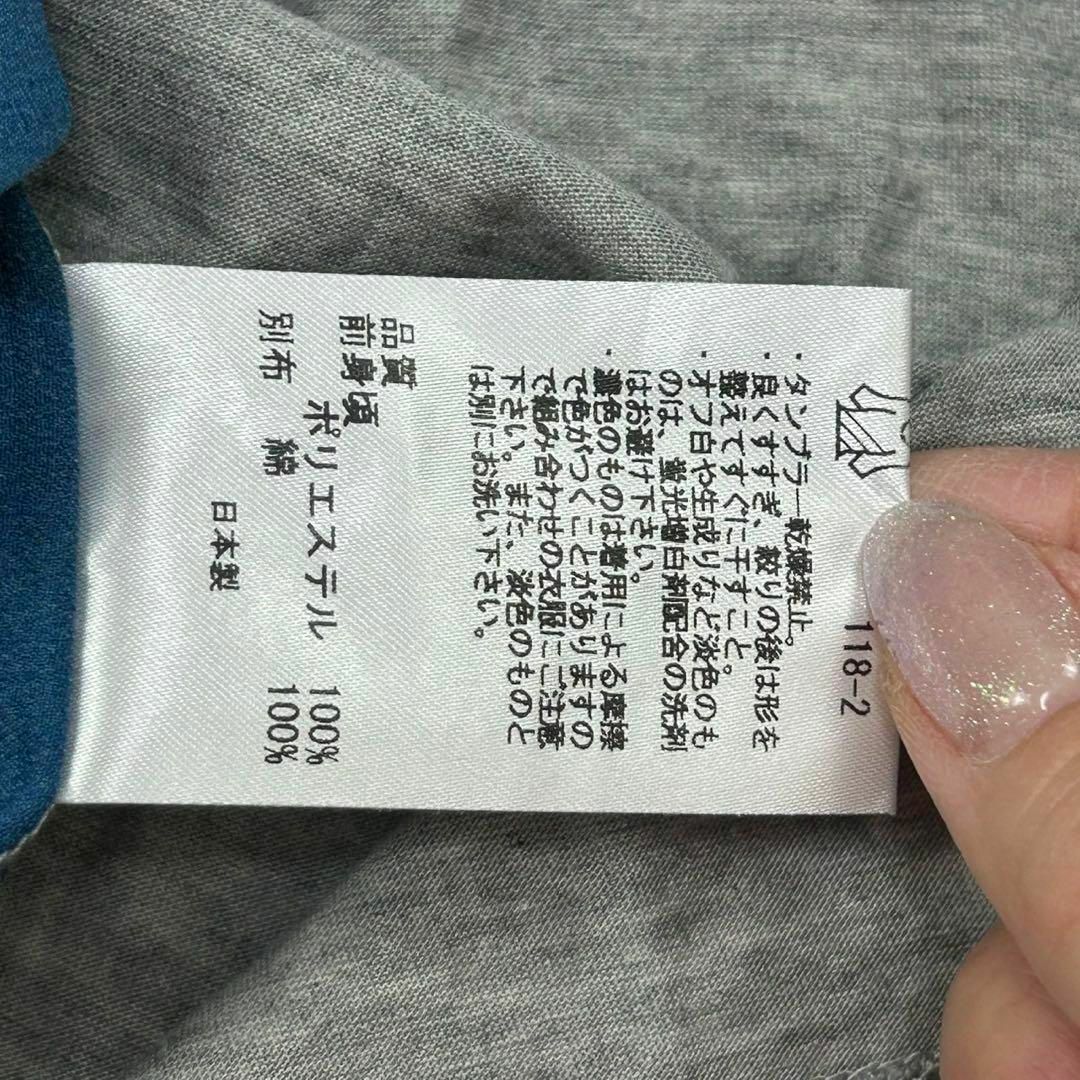 118-2
・タンブラー乾燥禁止。
・良くすすぎ、絞りの後は形を
整えてすぐに干すこと。
・オフ白や生成りなど淡色のも
のは、蛍光増白剤配合の洗剤
はお避け下さい。
・濃色のものは着用による摩擦
で色がつくことがありますの
で組み合わせの衣服にご注意
下さい。また、淡色のものと
は別にお洗い下さい。
品質
前身頃 ポリエステル 100%
別布 綿 100%
日本製